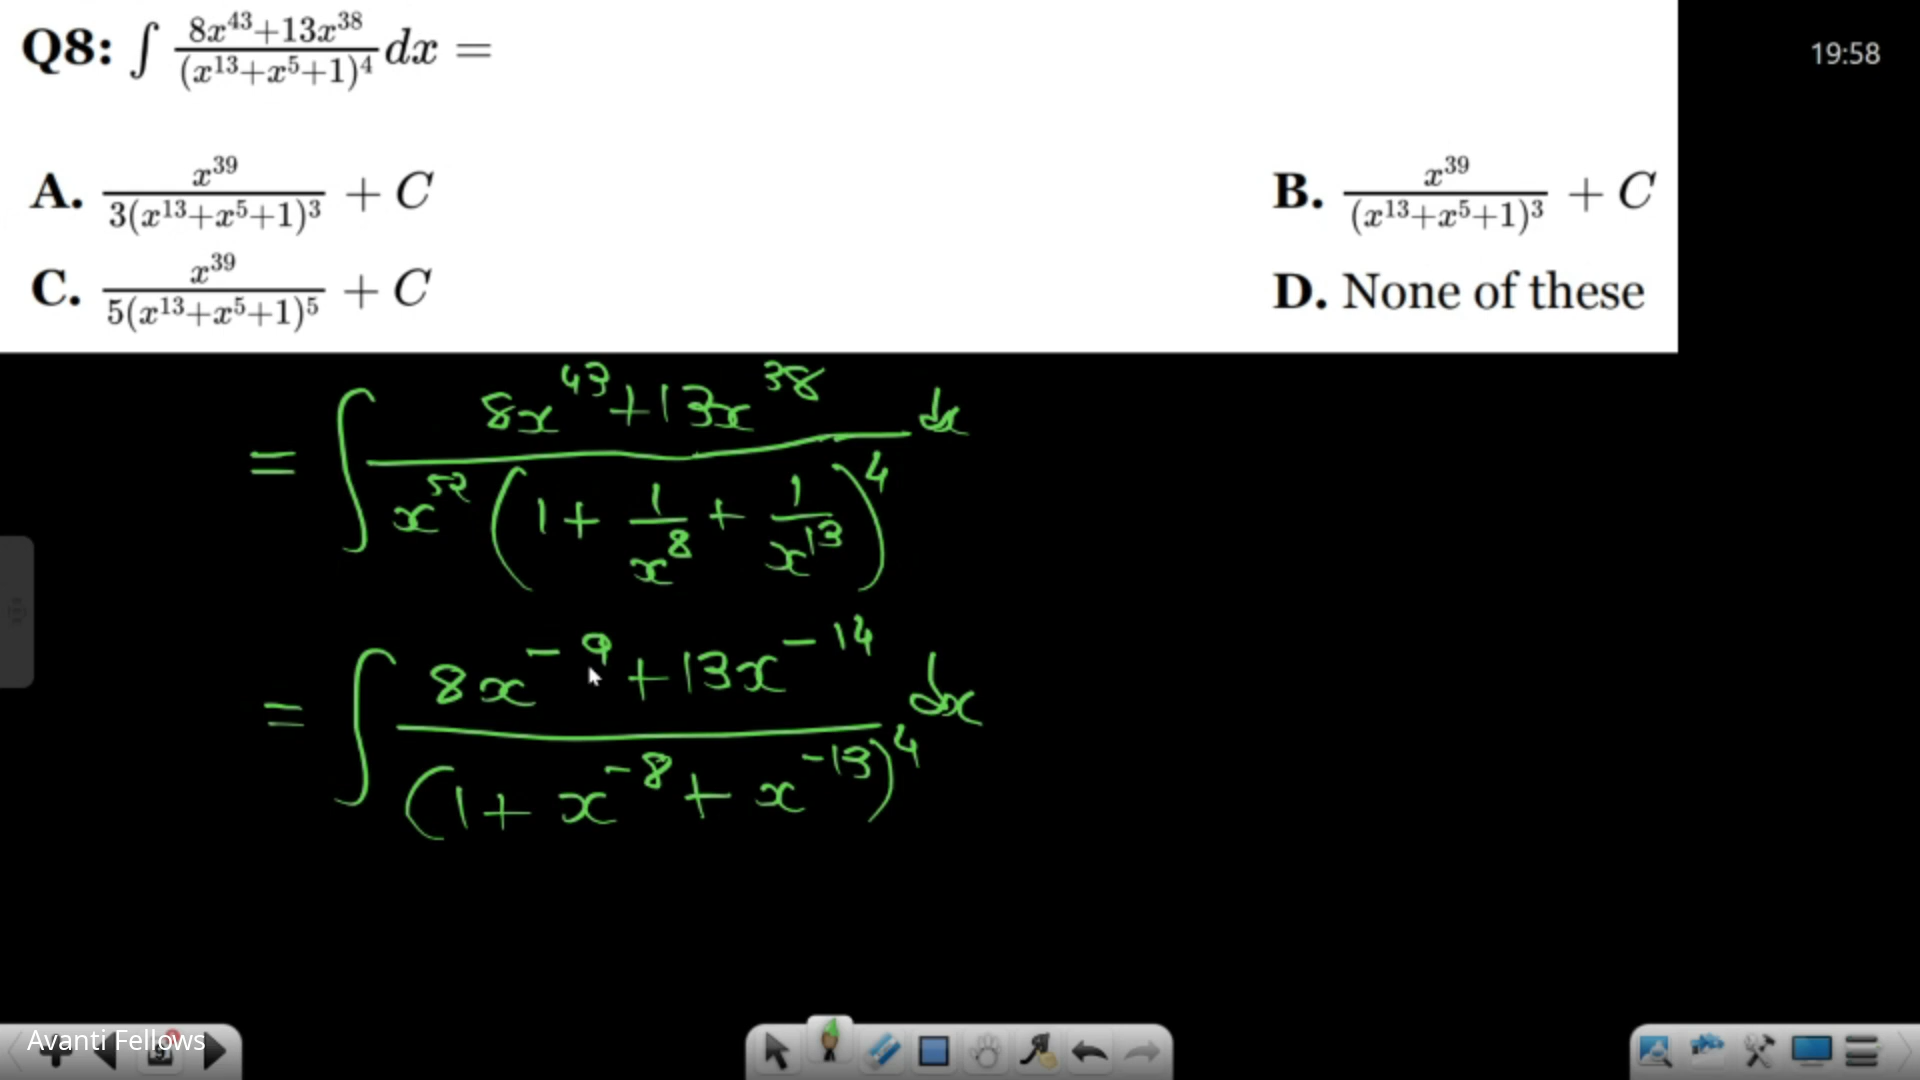 Q8: ∫ (8x^43+13x^38)/(x^13+x^5+1)^4 dx =
19:58
A. x^39/(3(x^13+x^5+1)^3) + C
B. x^39/((x^13+x^5+1)^3) + C
C. x^39/(5(x^13+x^5+1)^5) + C
D. None of these
= ∫ (8x^43+13x^38)/(x^52(1+1/x^8+1/x^13)^4) dx
= ∫ (8x^-9+13x^-14)/((1+x^-8+x^-13)^4) dx
Avanti Fellows